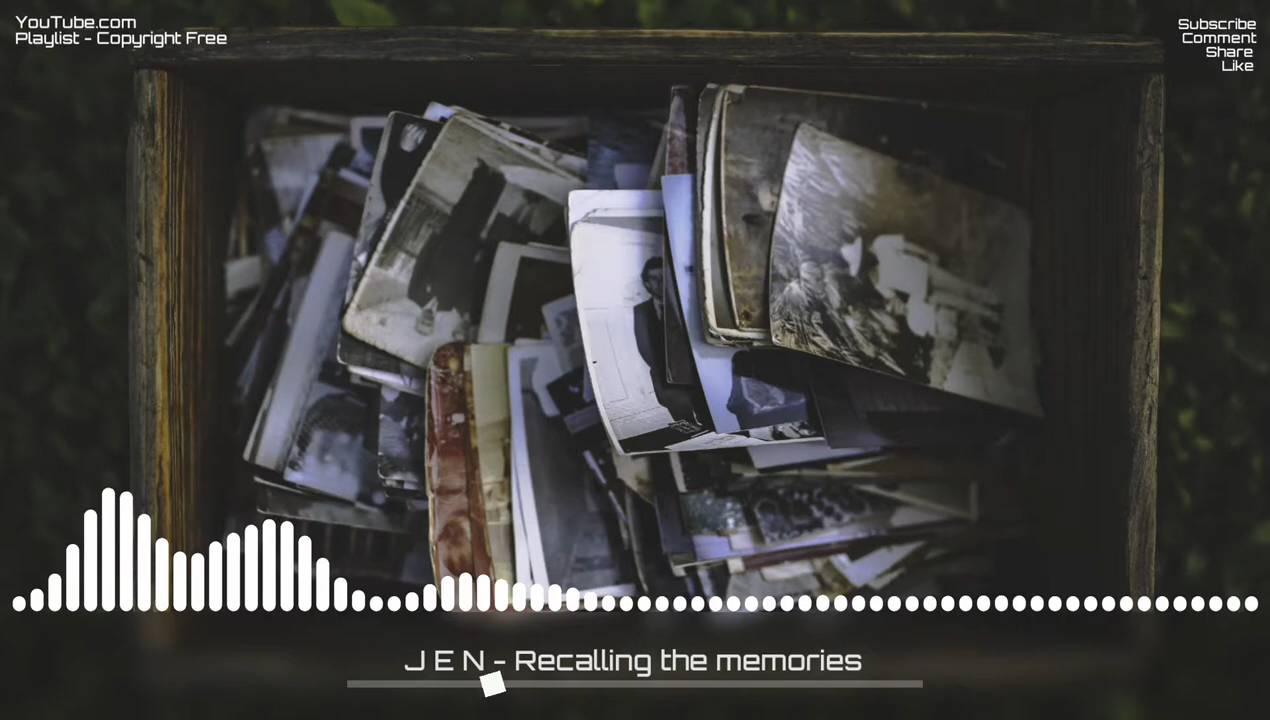 YouTube.com
Playlist - Copyright Free
Subscribe
Comment
Share
Like
J E N - Recalling the memories